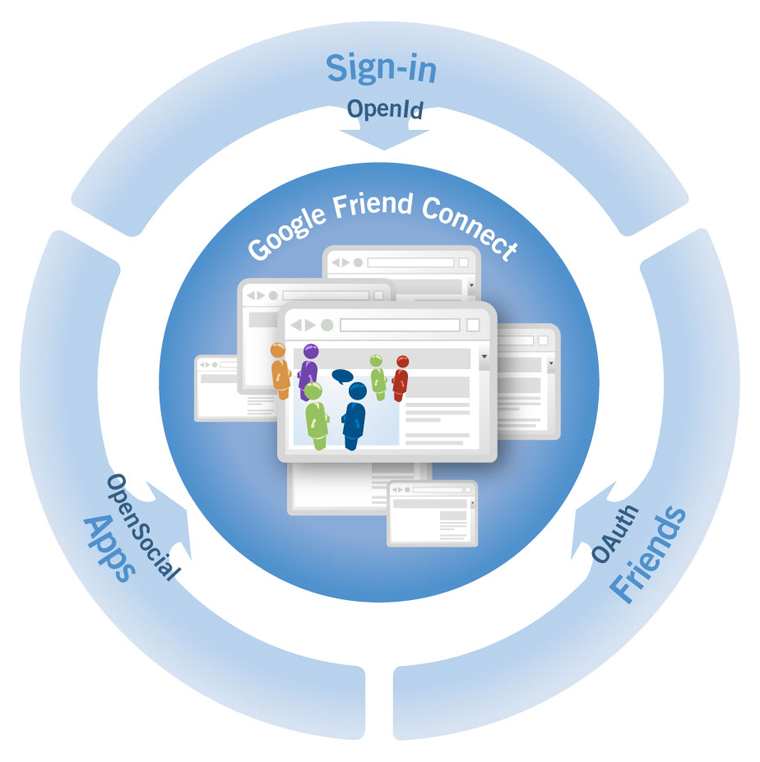 Sign-in
OpenId
Google Friend Connect
OpenSocial
Apps
OAuth
Friends